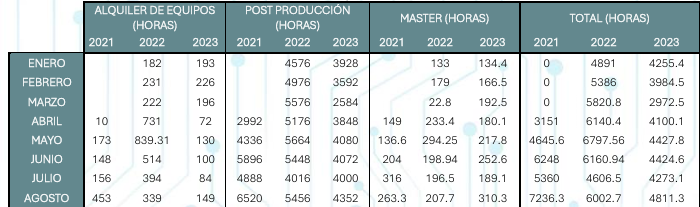 ALQUILER DE EQUIPOS (HORAS) POST PRODUCCIÓN (HORAS) MASTER (HORAS) TOTAL (HORAS)
2021 2022 2023 2021 2022 2023 2021 2022 2023 2021 2022 2023
ENERO 182 193 4576 3928 133 134.4 0 4891 4255.4
FEBRERO 231 226 4976 3592 179 166.5 0 5386 3984.5
MARZO 222 196 5576 2584 22.8 192.5 0 5820.8 2972.5
ABRIL 10 731 72 2992 5176 3848 149 233.4 180.1 3151 6140.4 4100.1
MAYO 173 839.31 130 4336 5664 4080 136.6 294.25 217.8 4645.6 6797.56 4427.8
JUNIO 148 514 100 5896 5448 4072 204 198.94 252.6 6248 6160.94 4424.6
JULIO 156 394 84 4888 4016 4000 316 196.5 189.1 5360 4606.5 4273.1
AGOSTO 453 339 149 6520 5456 4352 263.3 207.7 310.3 7236.3 6002.7 4811.3